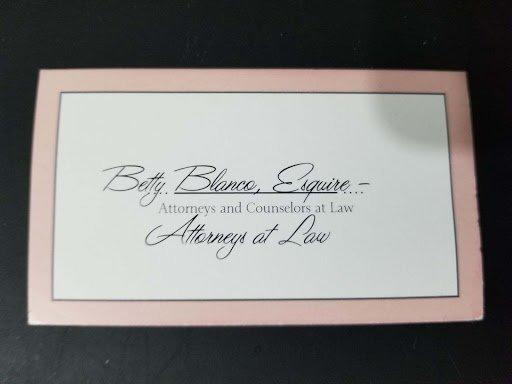 Betty Blanco, Esquire -
Attorneys and Counselors at Law
Attorneys at Law